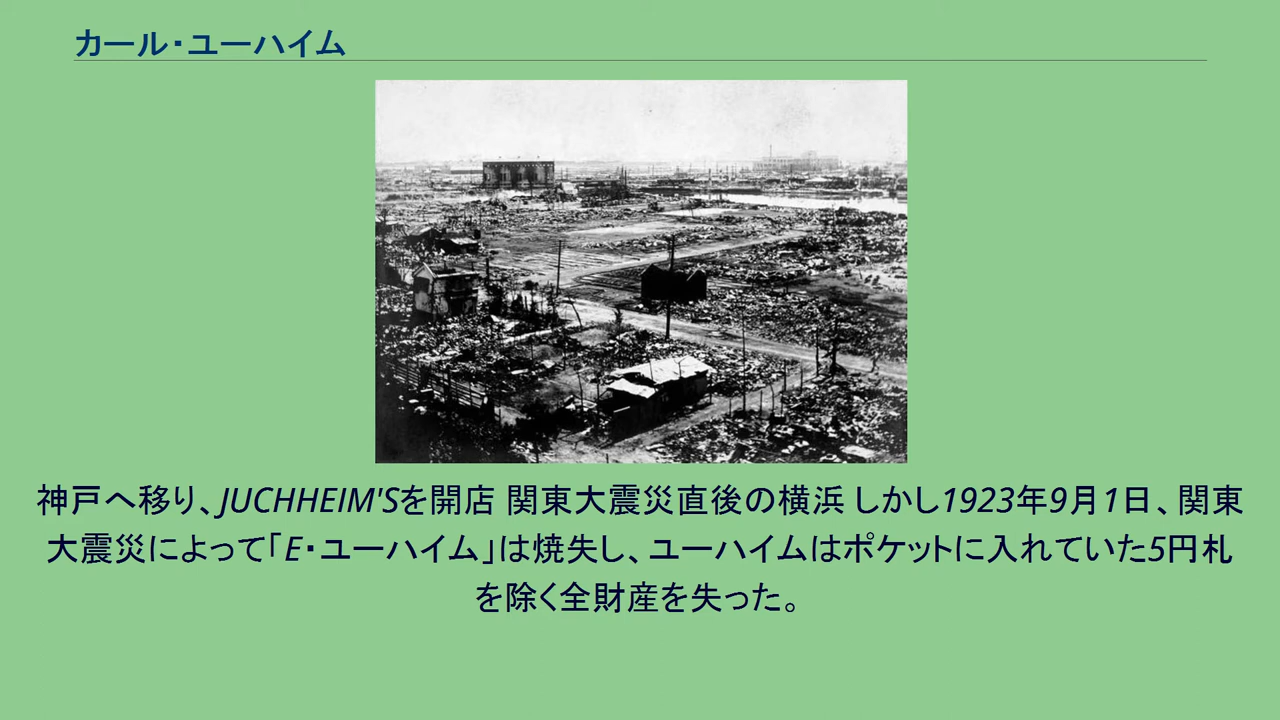 カール・ユーハイム
神戸へ移り、JUCHHEIM'Sを開店 関東大震災直後の横浜 しかし1923年9月1日、関東
大震災によって「E・ユーハイム」は焼失し、ユーハイムはポケットに入れていた5円札
を除く全財産を失った。